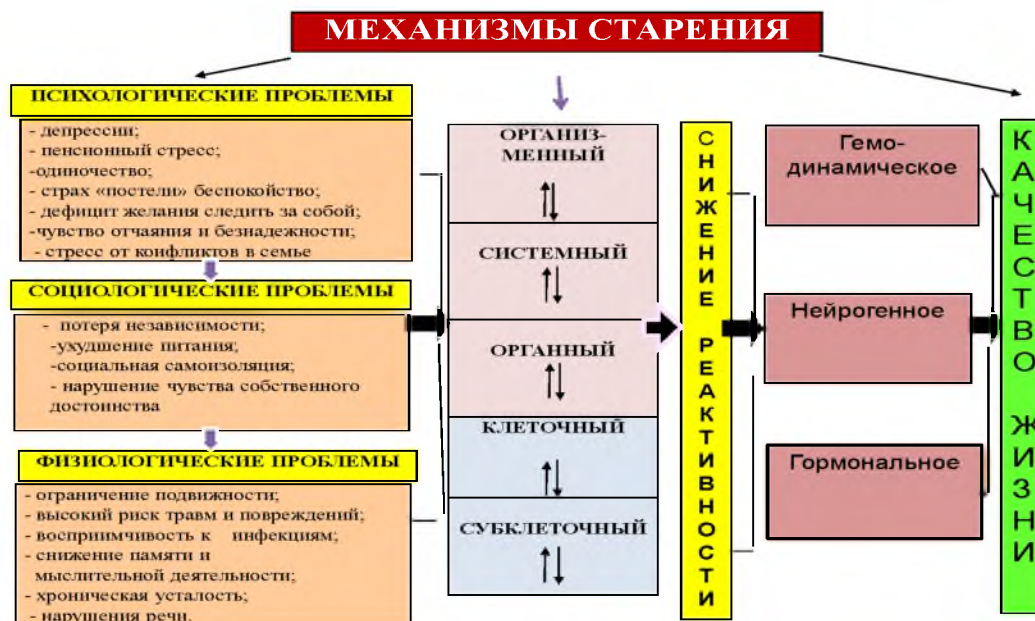 МЕХАНИЗМЫ СТАРЕНИЯ
ПСИХОЛОГИЧЕСКИЕ ПРОБЛЕМЫ
- депрессии;
- пенсионный стресс;
-одиночество;
- страх «постели» беспокойство;
- дефицит желания следить за собой;
-чувство отчаяния и безнадежности;
- стресс от конфликтов в семье
СОЦИОЛОГИЧЕСКИЕ ПРОБЛЕМЫ
- потеря независимости;
-ухудшение питания;
-социальная самоизоляция;
- нарушение чувства собственного
достоинства
ФИЗИОЛОГИЧЕСКИЕ ПРОБЛЕМЫ
- ограничение подвижности;
- высокий риск травм и повреждений;
- восприимчивость к инфекциям;
- снижение памяти и
мыслительной деятельности;
- хроническая усталость;
- нарушения речи.
ОРГАНИЗ-
МЕННЫЙ
СИСТЕМНЫЙ
ОРГАННЫЙ
КЛЕТОЧНЫЙ
СУБКЛЕТОЧНЫЙ
СНИЖЕНИЕ РЕАКТИВНОСТИ
Гемо-
динамическое
Нейрогенное
Гормональное
КАЧЕСТВО ЖИЗНИ